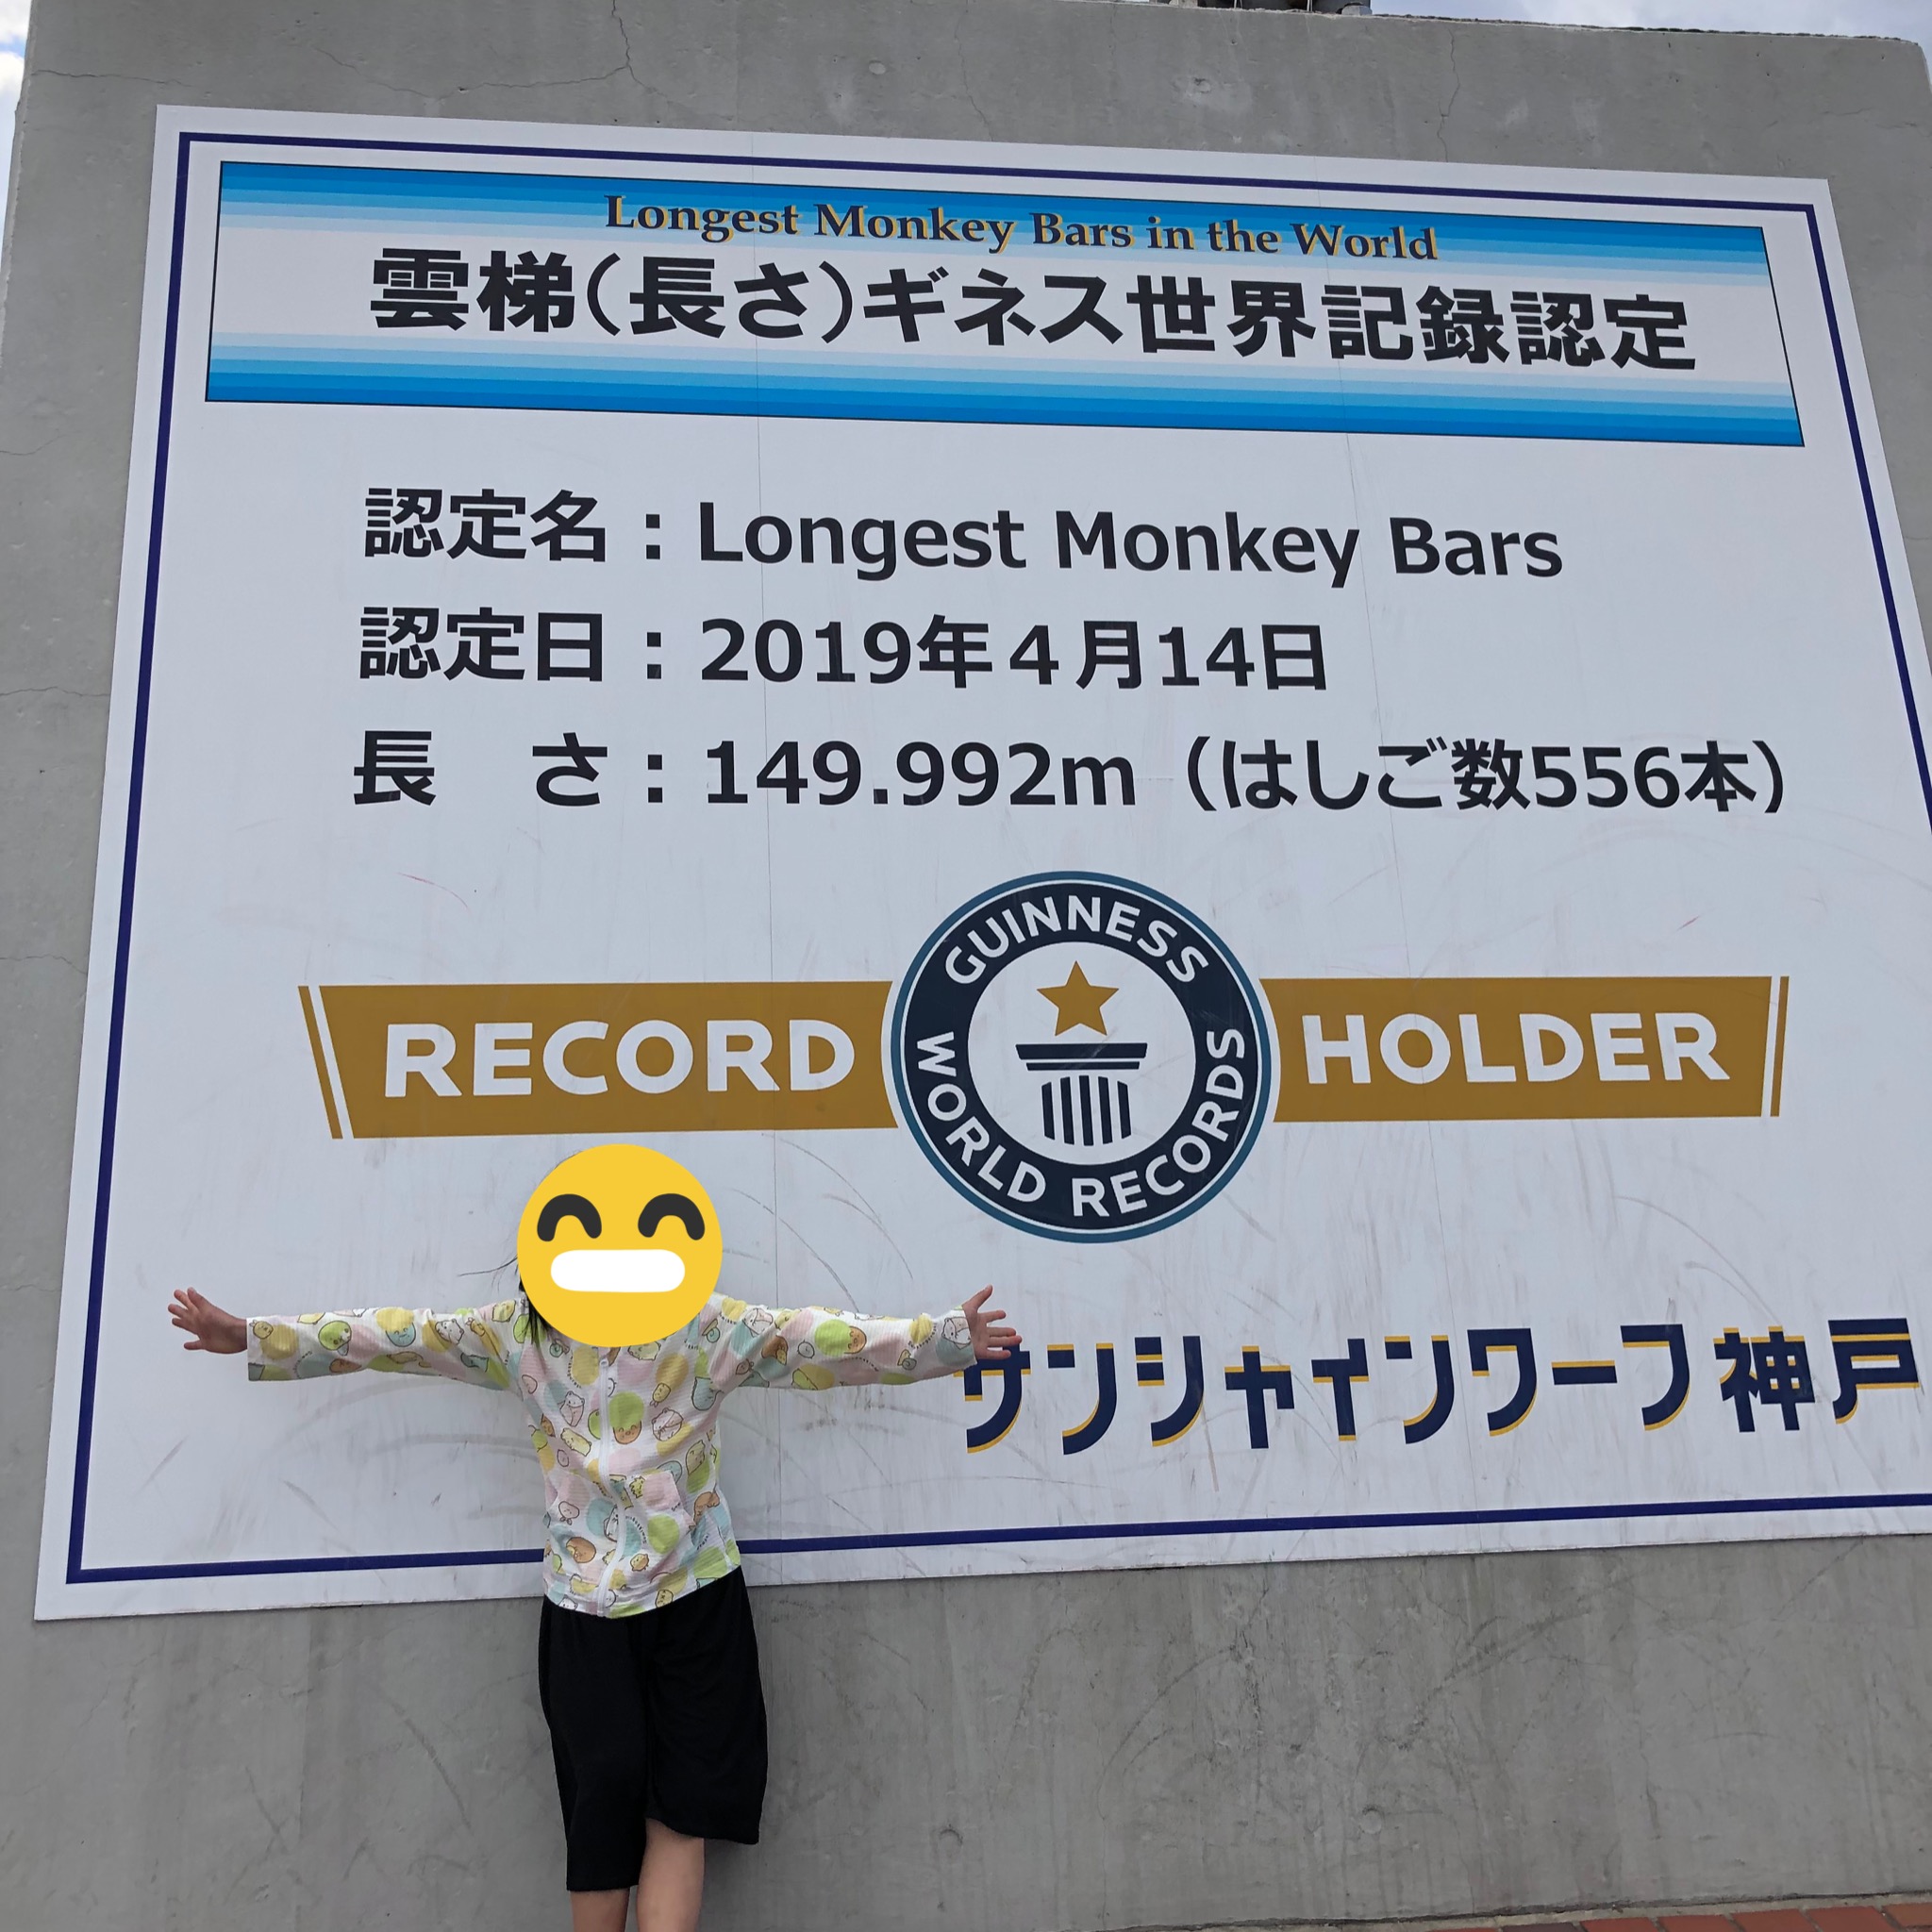 Longest Monkey Bars in the World
雲梯(長さ)ギネス世界記録認定
認定名：Longest Monkey Bars
認定日：2019年4月14日
長　さ：149.992m（はしご数556本）
RECORD
GUINNESS
WORLD RECORDS
HOLDER
サンシャインワーフ神戸